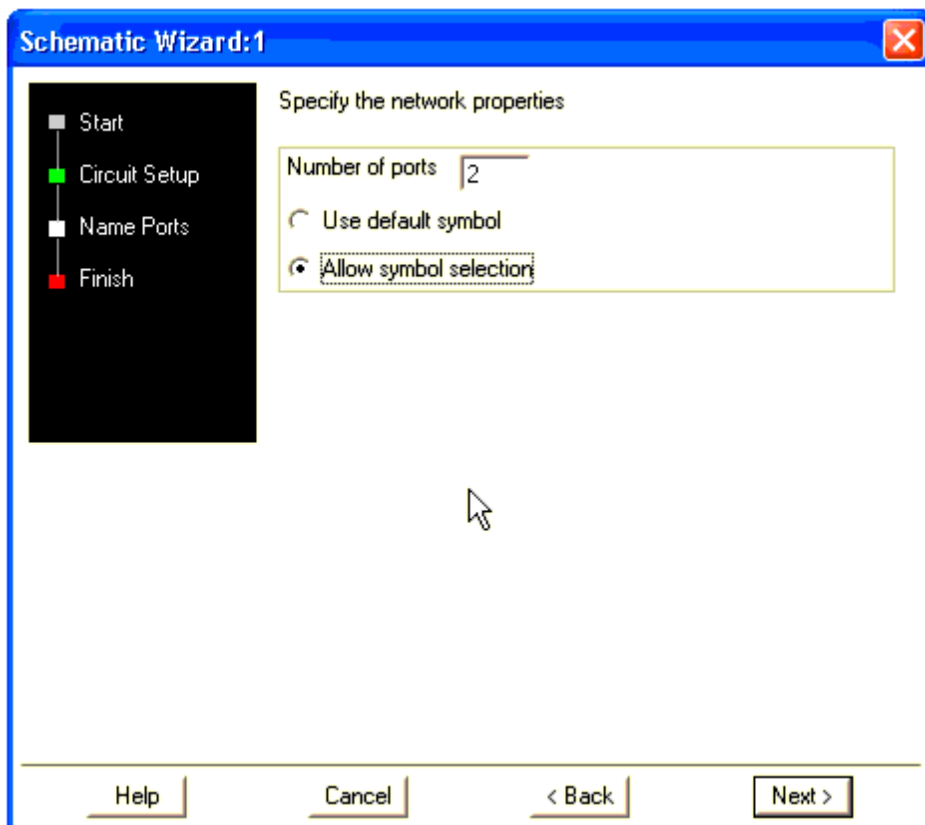 Schematic Wizard:1
Start
Circuit Setup
Name Ports
Finish
Specify the network properties
Number of ports 2
Use default symbol
Allow symbol selection
Help Cancel < Back Next >